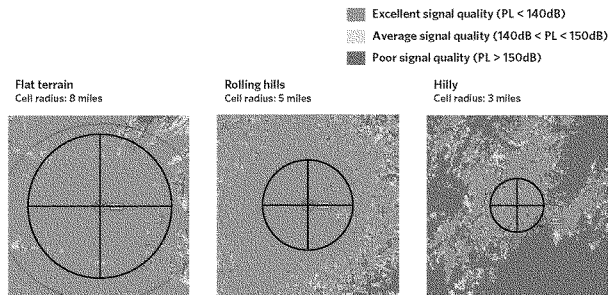 Excellent signal quality (PL < 140dB)
Average signal quality (140dB < PL < 150dB)
Poor signal quality (PL > 150dB)
Flat terrain
Cell radius: 8 miles
Rolling hills
Cell radius: 5 miles
Hilly
Cell radius: 3 miles